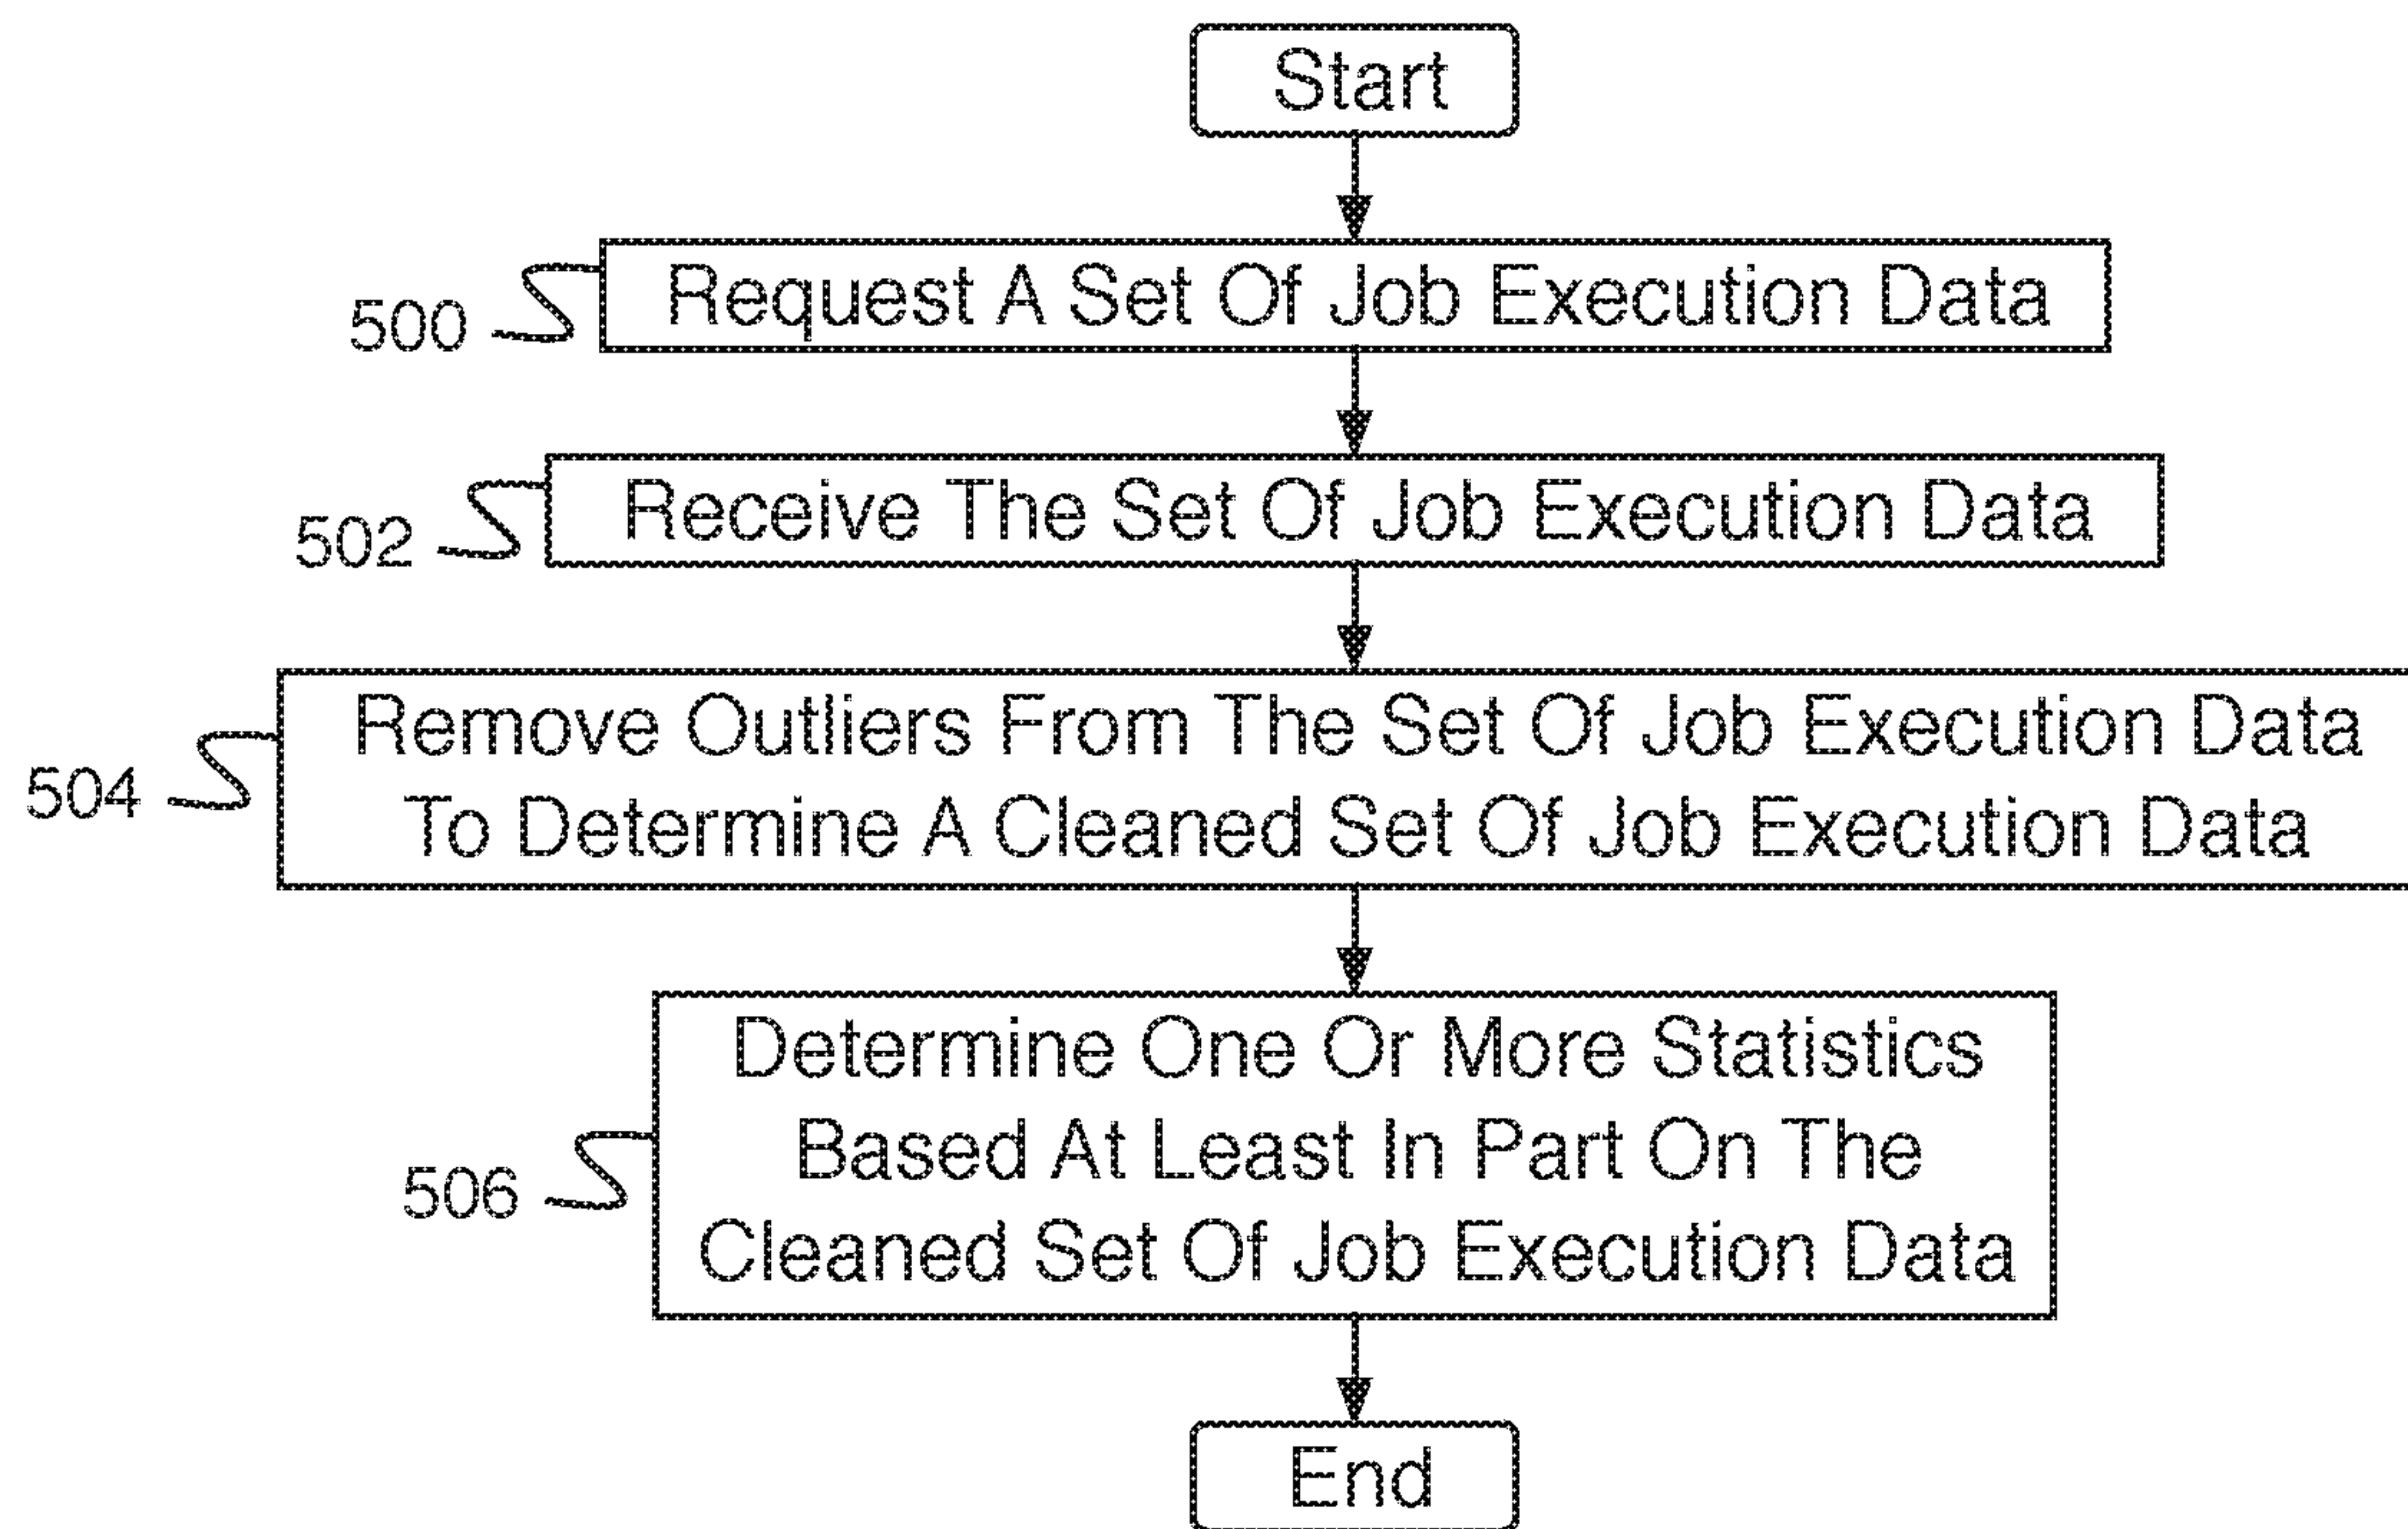 Start
500
Request A Set Of Job Execution Data
502
Receive The Set Of Job Execution Data
504
Remove Outliers From The Set Of Job Execution Data
To Determine A Cleaned Set Of Job Execution Data
506
Determine One Or More Statistics
Based At Least In Part On The
Cleaned Set Of Job Execution Data
End